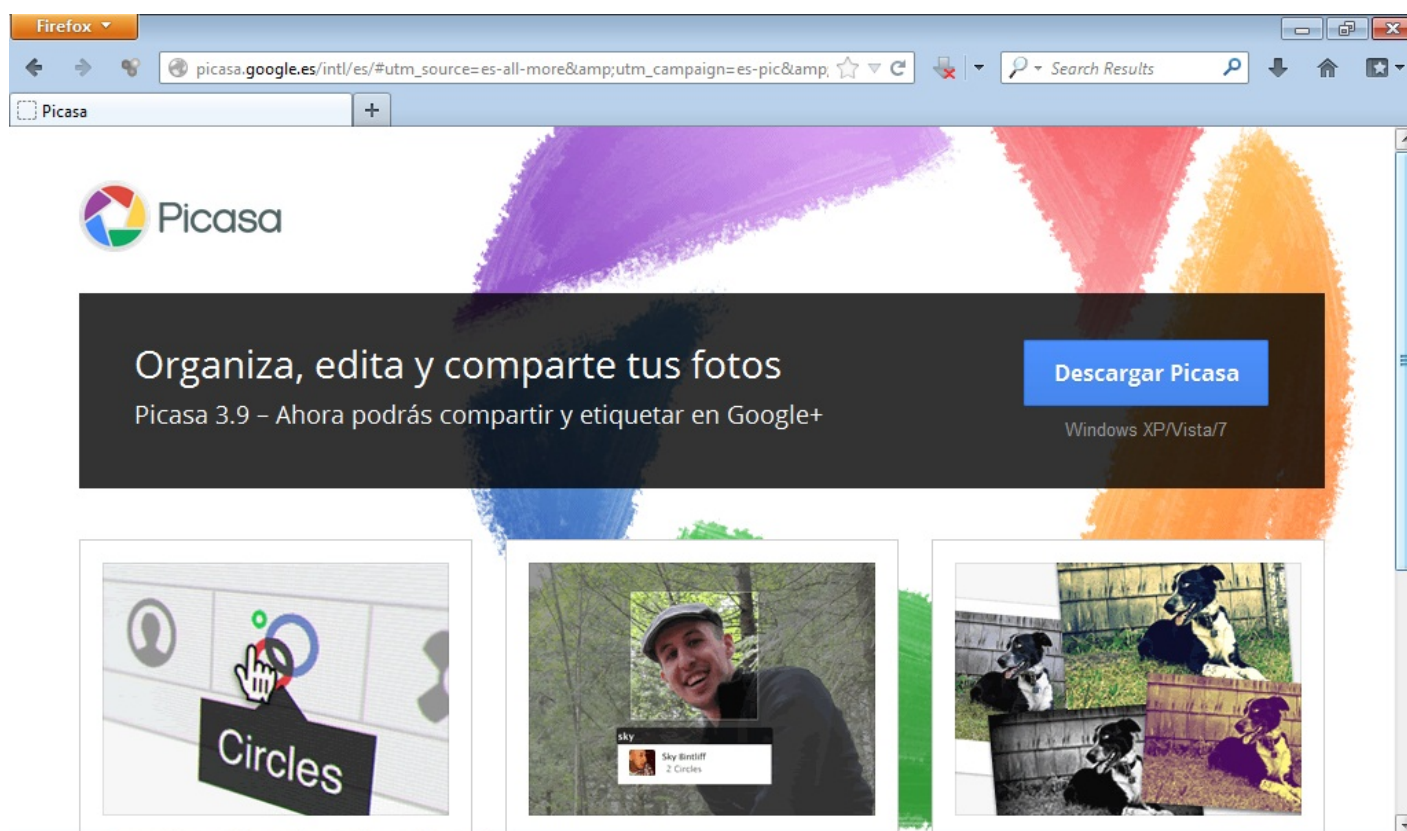 Firefox
picasa.google.es/intl/es/#utm_source=es-all-more&amp;utm_campaign=es-pic&amp;
Search Results
Picasa
Picasa
Organiza, edita y comparte tus fotos
Picasa 3.9 – Ahora podrás compartir y etiquetar en Google+
Descargar Picasa
Windows XP/Vista/7
Circles
sky
Sky Bintliff
2 Circles